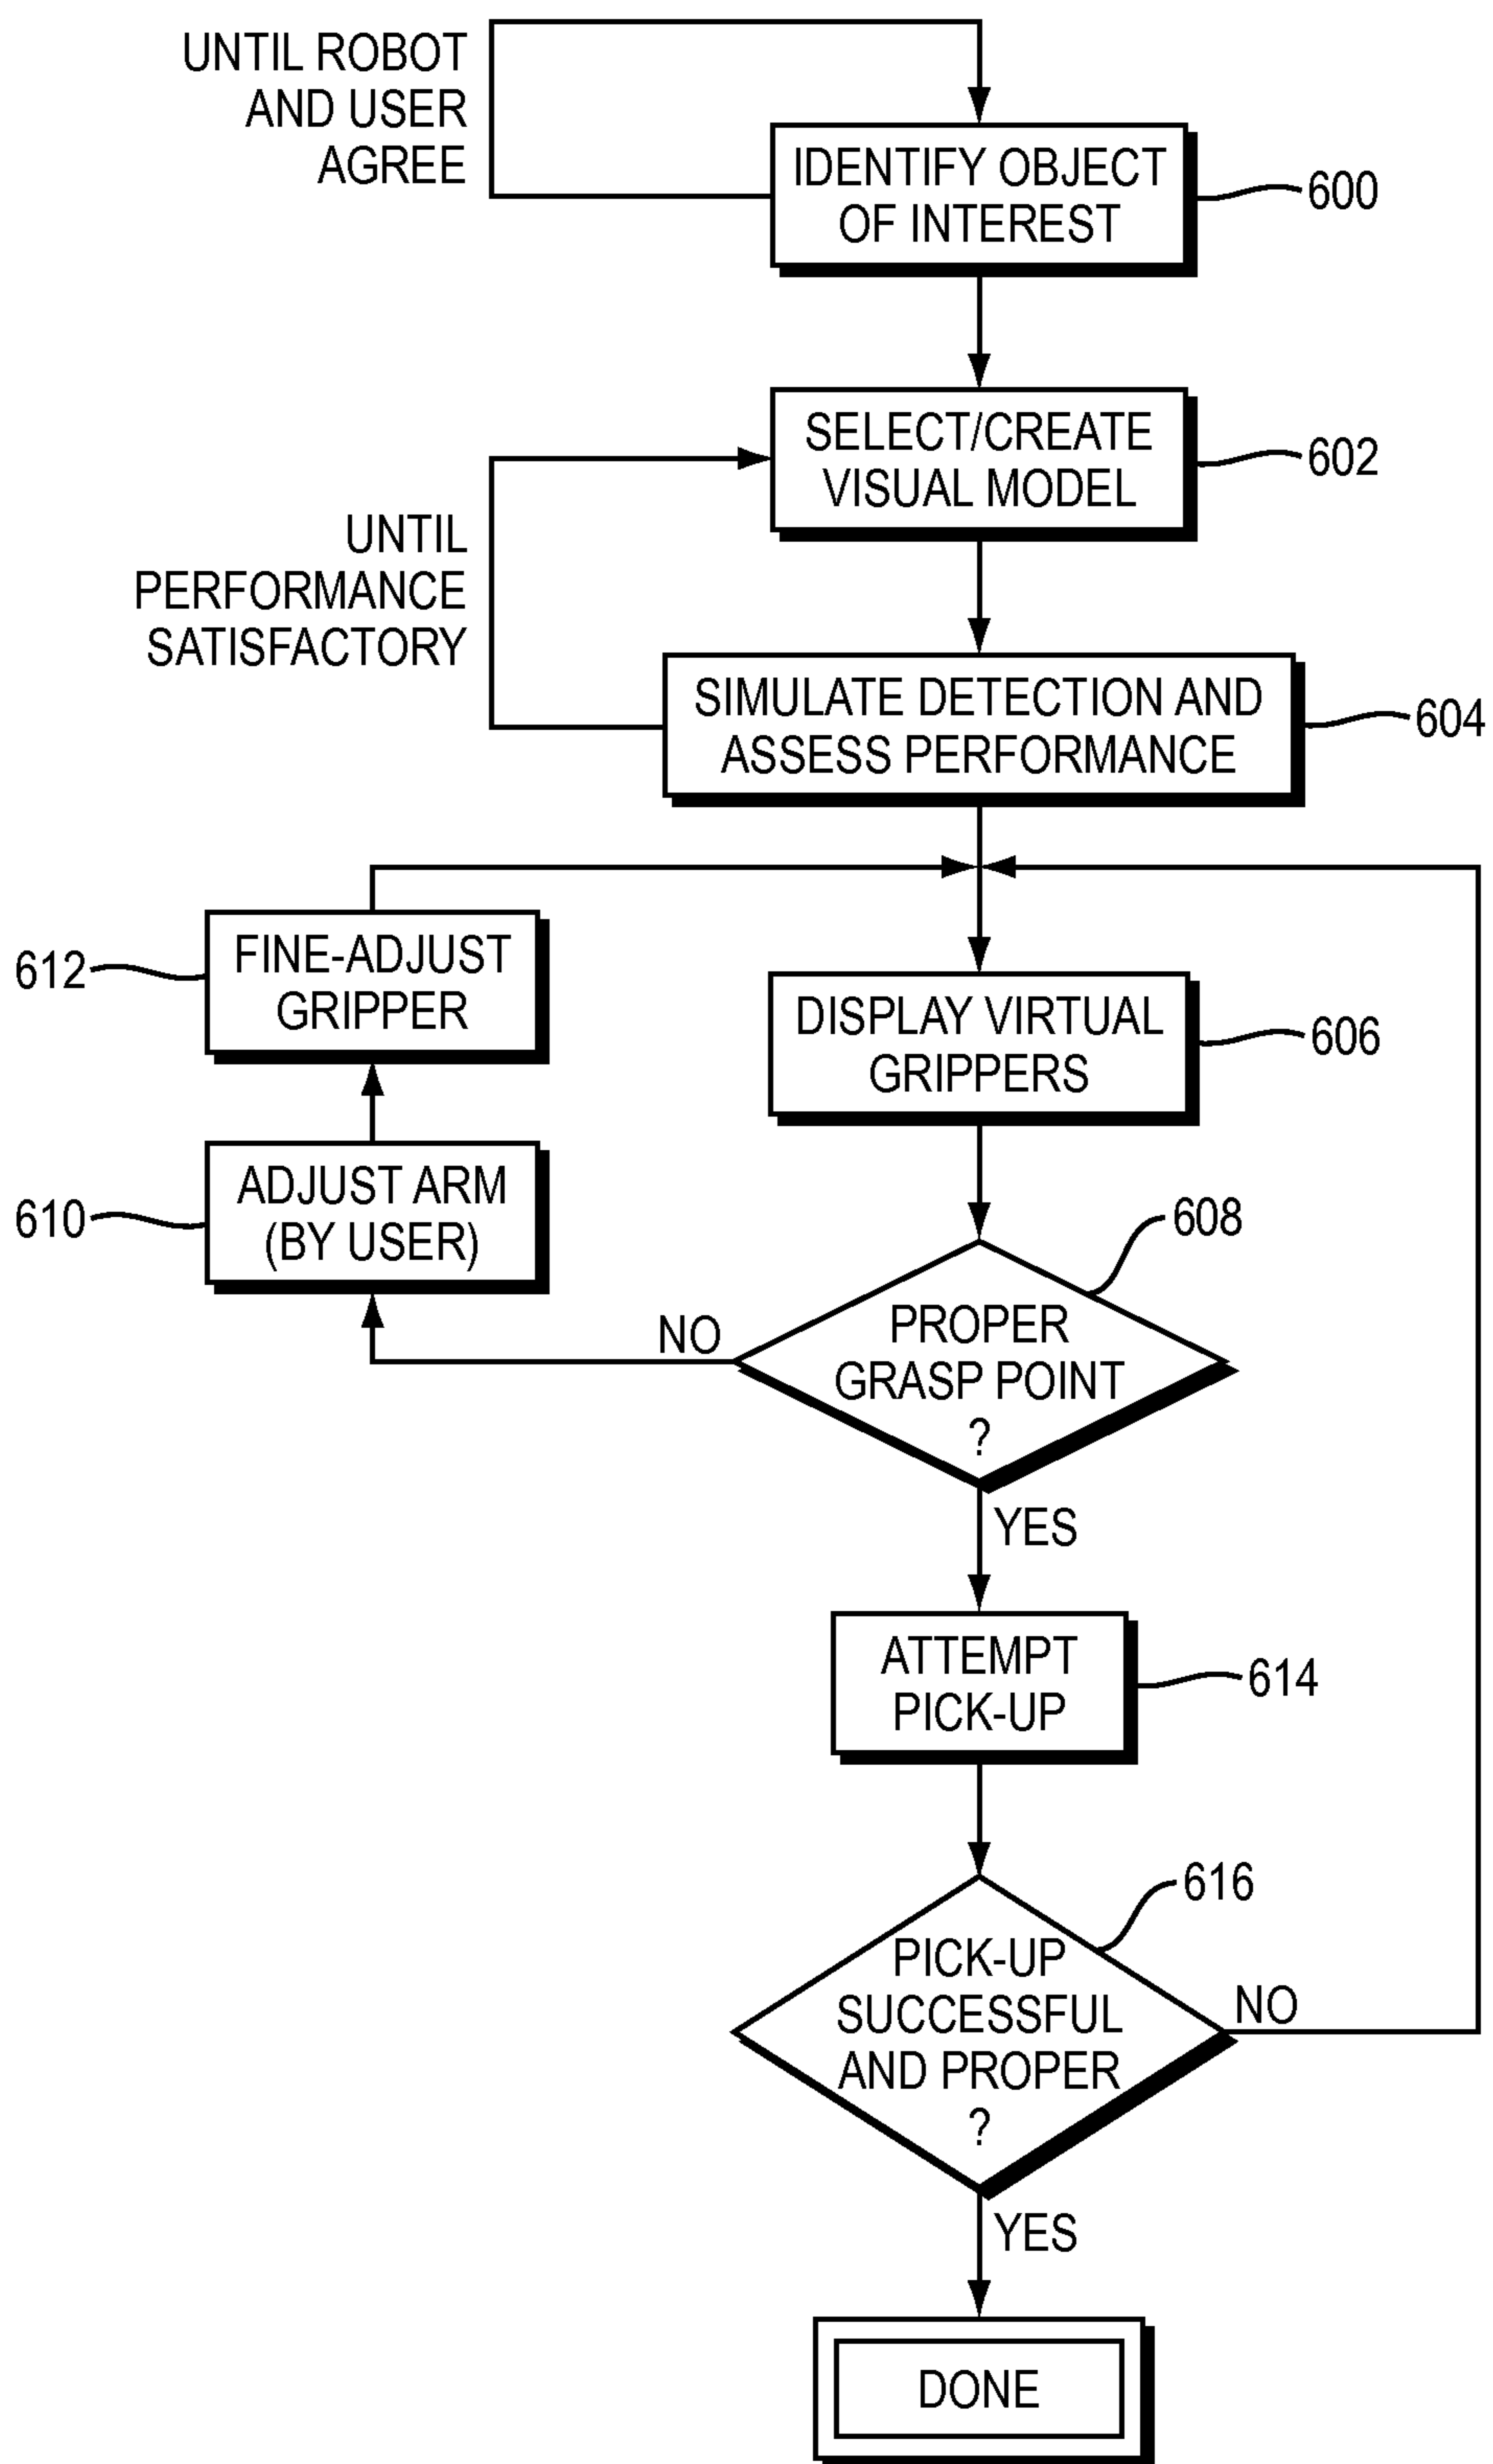 UNTIL ROBOT
AND USER
AGREE
IDENTIFY OBJECT
OF INTEREST
600
SELECT/CREATE
VISUAL MODEL
602
UNTIL
PERFORMANCE
SATISFACTORY
SIMULATE DETECTION AND
ASSESS PERFORMANCE
604
612
FINE-ADJUST
GRIPPER
DISPLAY VIRTUAL
GRIPPERS
606
610
ADJUST ARM
(BY USER)
608
NO
PROPER
GRASP POINT
?
YES
ATTEMPT
PICK-UP
614
616
PICK-UP
SUCCESSFUL
AND PROPER
?
NO
YES
DONE